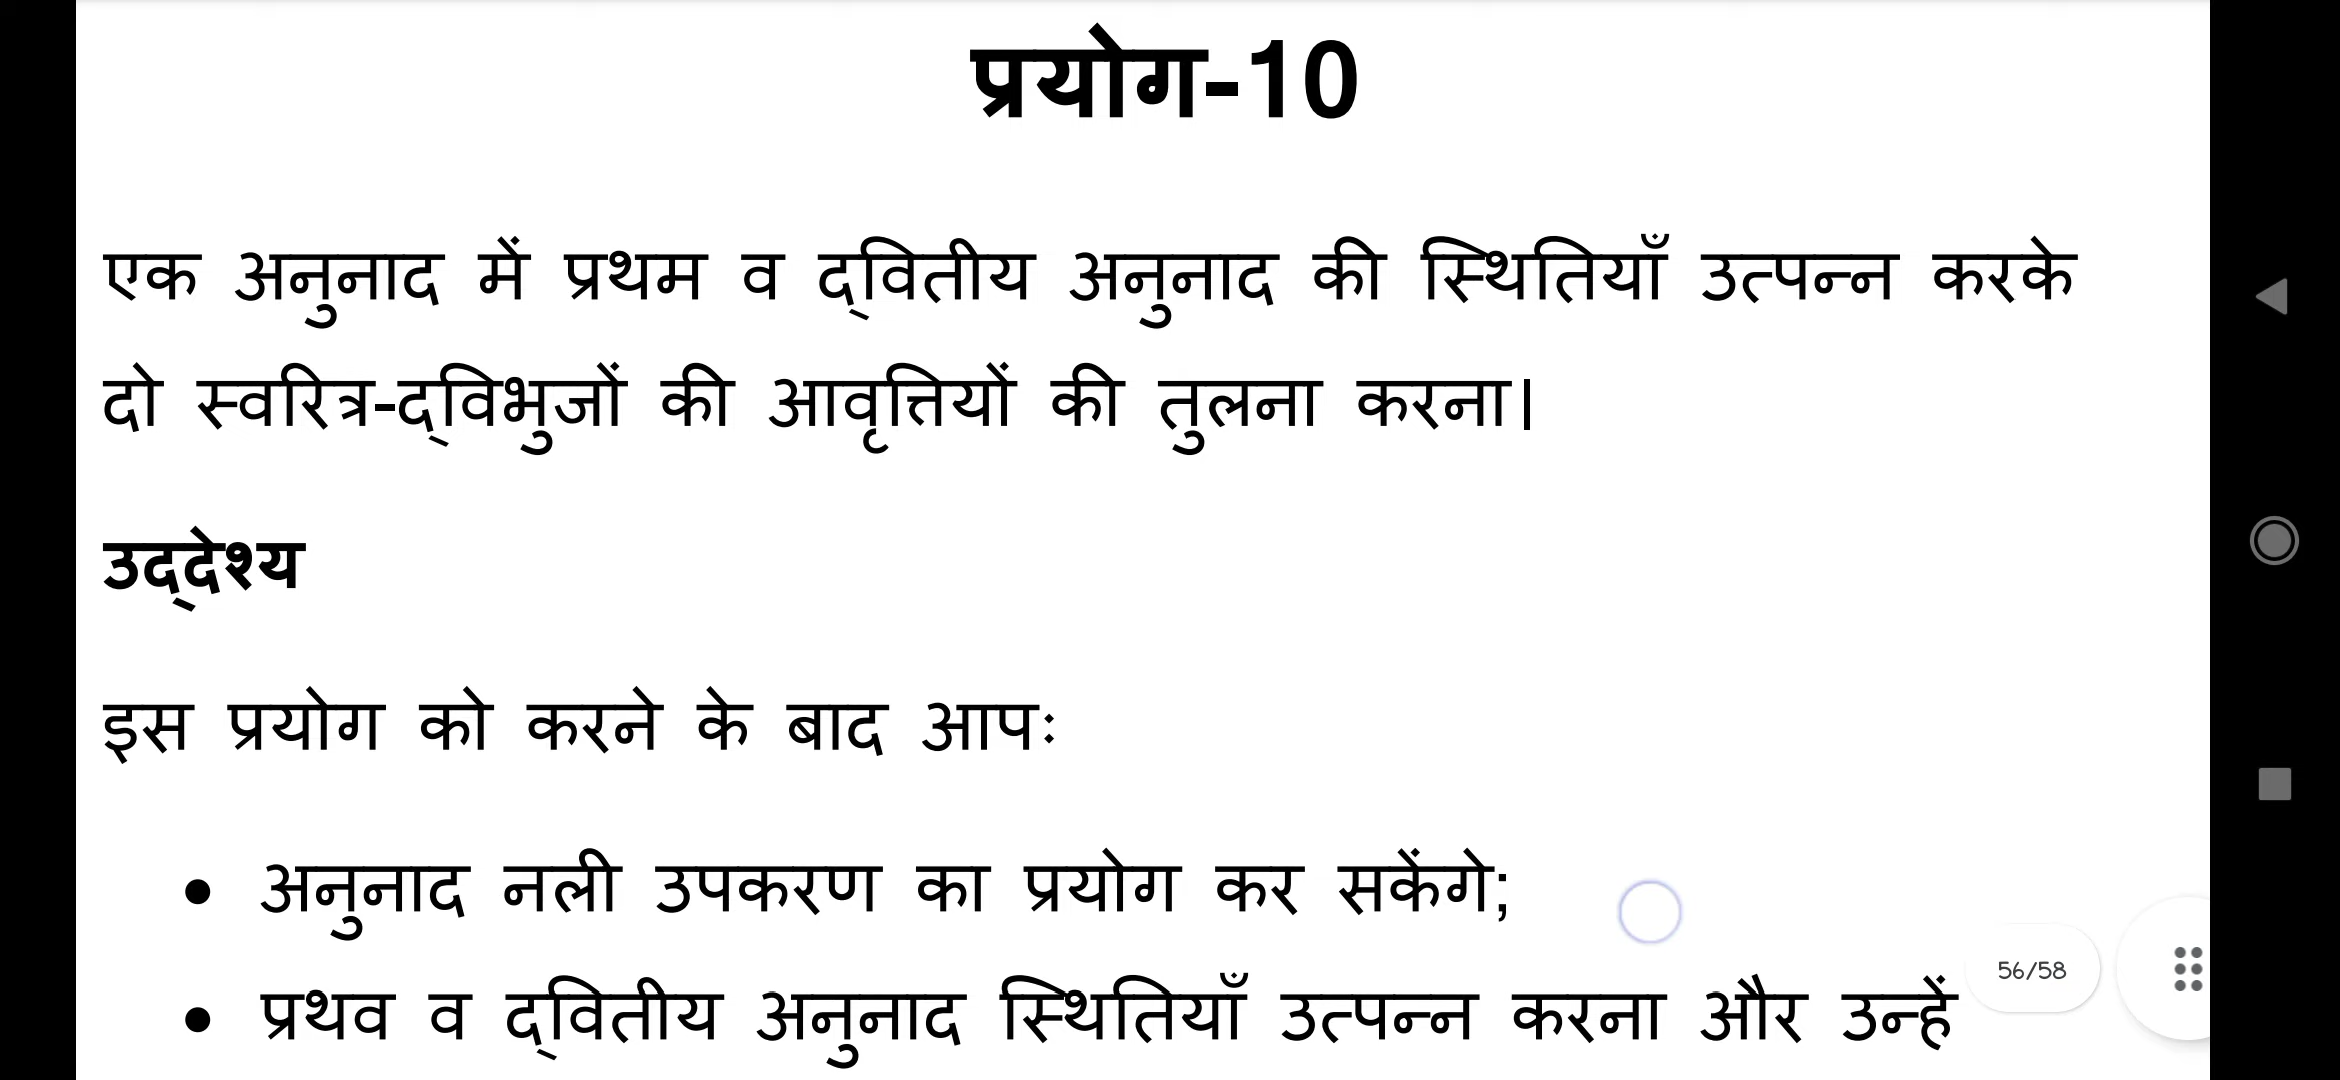 प्रयोग-10
एक अनुनाद में प्रथम व द्वितीय अनुनाद की स्थितियाँ उत्पन्न करके
दो स्वरित्र-द्विभुजों की आवृत्तियों की तुलना करना।
उद्देश्य
इस प्रयोग को करने के बाद आपः
• अनुनाद नली उपकरण का प्रयोग कर सकेंगे;
• प्रथव व द्वितीय अनुनाद स्थितियाँ उत्पन्न करना और उन्हें
56/58